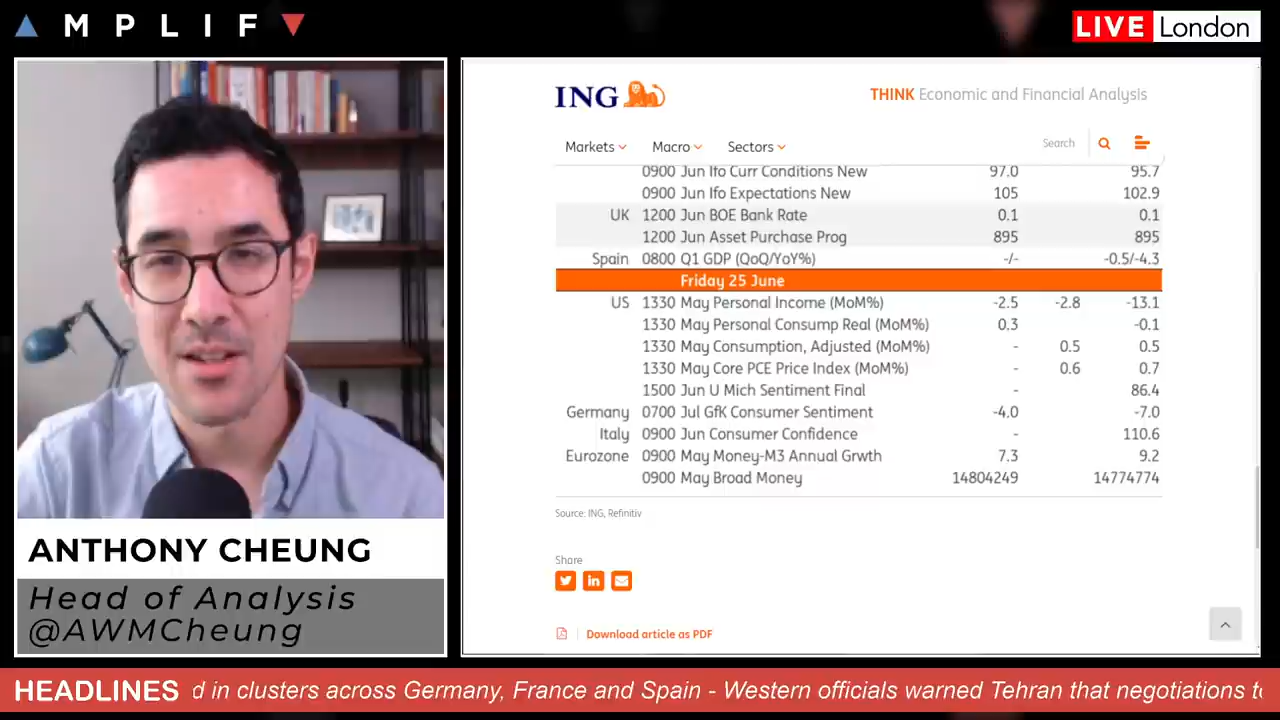 MPLIF
LIVE London
ANTHONY CHEUNG
Head of Analysis
@AWMCheung
ING
THINK Economic and Financial Analysis
Markets Macro Sectors Search
0900 Jun Ifo Curr Conditions New 97.0 95.7
0900 Jun Ifo Expectations New 105 102.9
UK 1200 Jun BOE Bank Rate 0.1 0.1
1200 Jun Asset Purchase Prog 895 895
Spain 0800 Q1 GDP (QoQ/YoY%) -/- -0.5/-4.3
Friday 25 June
US 1330 May Personal Income (MoM%) -2.5 -2.8 -13.1
1330 May Personal Consump Real (MoM%) 0.3 -0.1
1330 May Consumption, Adjusted (MoM%) - 0.5 0.5
1330 May Core PCE Price Index (MoM%) - 0.6 0.7
1500 Jun U Mich Sentiment Final - 86.4
Germany 0700 Jul GfK Consumer Sentiment -4.0 -7.0
Italy 0900 Jun Consumer Confidence - 110.6
Eurozone 0900 May Money-M3 Annual Grwth 7.3 9.2
0900 May Broad Money 14804249 14774774
Source: ING, Refinitiv
Share
Download article as PDF
HEADLINES d in clusters across Germany, France and Spain - Western officials warned Tehran that negotiations to